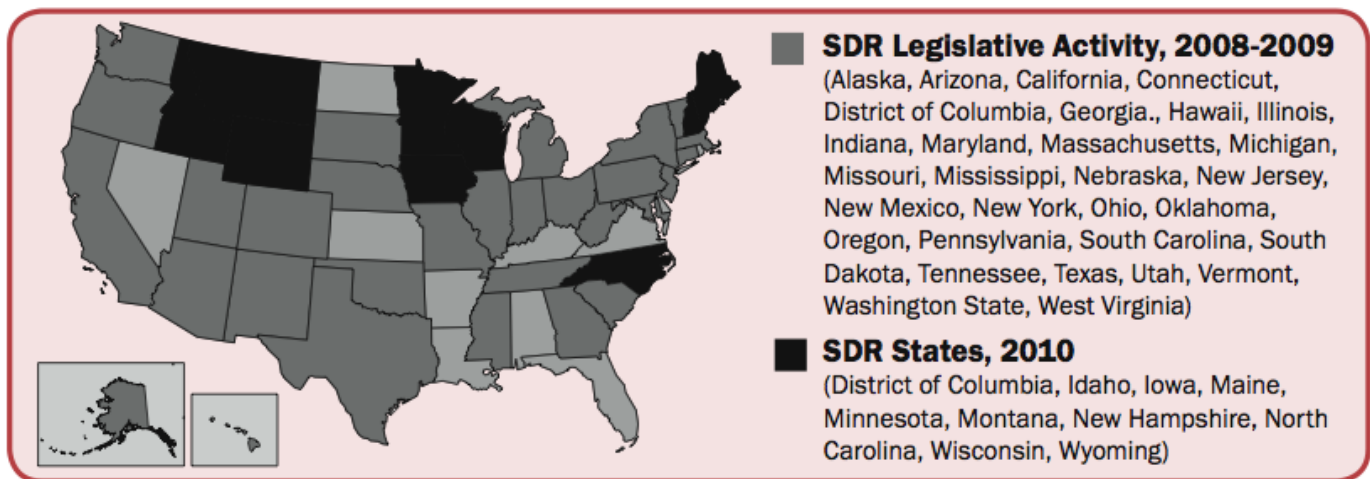 SDR Legislative Activity, 2008-2009
(Alaska, Arizona, California, Connecticut,
District of Columbia, Georgia., Hawaii, Illinois,
Indiana, Maryland, Massachusetts, Michigan,
Missouri, Mississippi, Nebraska, New Jersey,
New Mexico, New York, Ohio, Oklahoma,
Oregon, Pennsylvania, South Carolina, South
Dakota, Tennessee, Texas, Utah, Vermont,
Washington State, West Virginia)
SDR States, 2010
(District of Columbia, Idaho, Iowa, Maine,
Minnesota, Montana, New Hampshire, North
Carolina, Wisconsin, Wyoming)